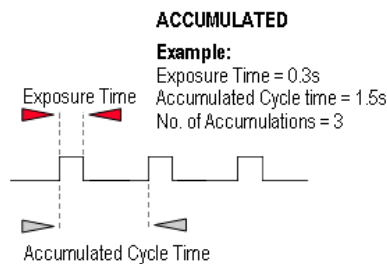 ACCUMULATED
Example:
Exposure Time = 0.3s
Accumulated Cycle time = 1.5s
No. of Accumulations = 3
Exposure Time
Accumulated Cycle Time